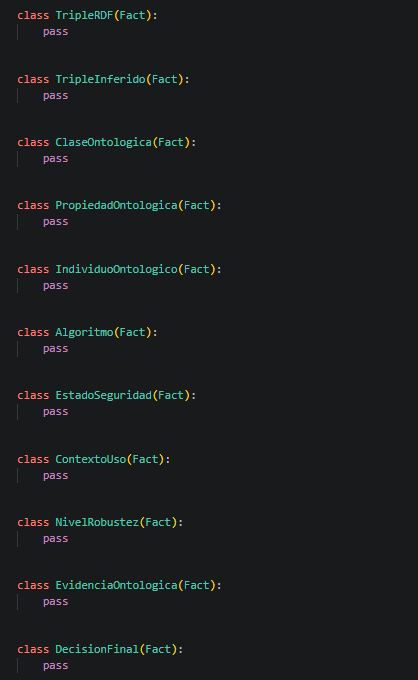 class TripleRDF(Fact):
    pass
class TripleInferido(Fact):
    pass
class ClaseOntologica(Fact):
    pass
class PropiedadOntologica(Fact):
    pass
class IndividuoOntologico(Fact):
    pass
class Algoritmo(Fact):
    pass
class EstadoSeguridad(Fact):
    pass
class ContextoUso(Fact):
    pass
class NivelRobustez(Fact):
    pass
class EvidenciaOntologica(Fact):
    pass
class DecisionFinal(Fact):
    pass